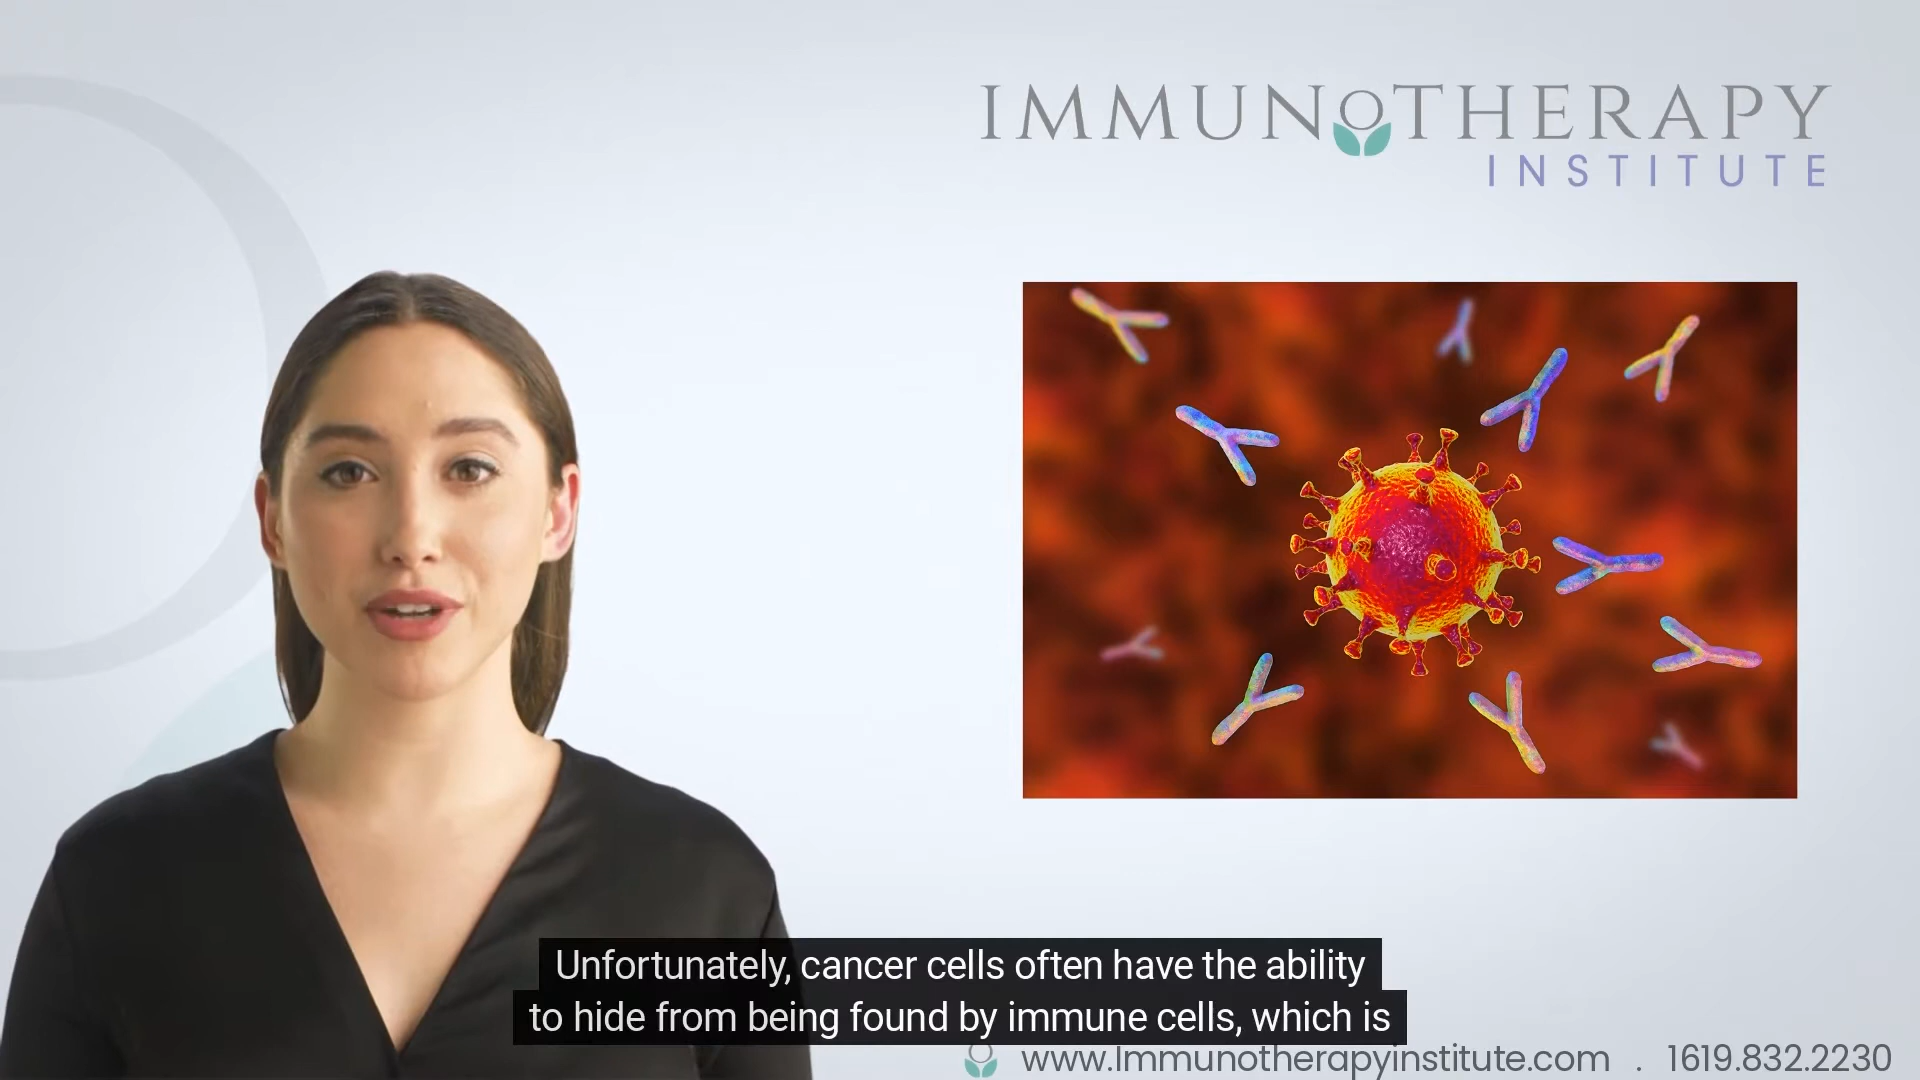 IMMUNOTHERAPY
INSTITUTE
Unfortunately, cancer cells often have the ability
to hide from being found by immune cells, which is
www.Immunotherapyinstitute.com . 1619.832.2230